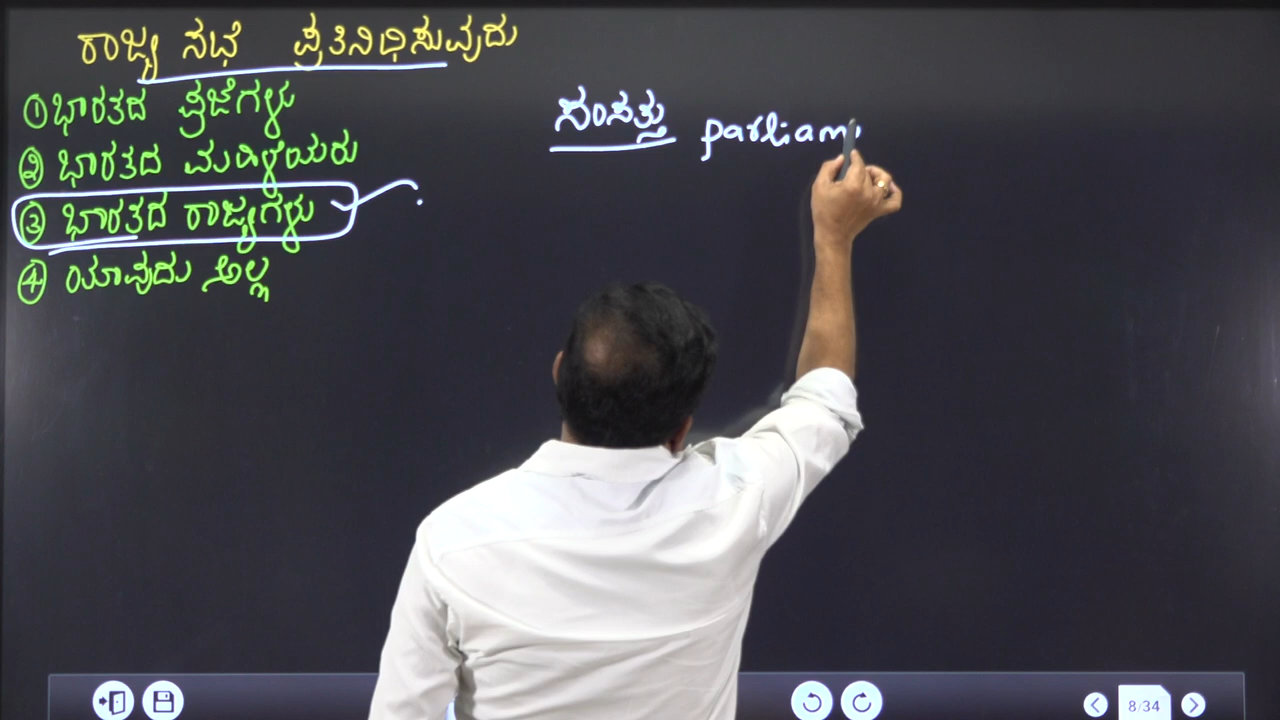 ರಾಜ್ಯ ಸಭೆ ಪ್ರತಿನಿಧಿಸುವುದು
① ಭಾರತದ ಪ್ರಜೆಗಳು
② ಭಾರತದ ಮಹಿಳೆಯರು
③ ಭಾರತದ ರಾಜ್ಯಗಳು
④ ಯಾವುದು ಅಲ್ಲ
ಸಂಸತ್ತು parliam
8/34